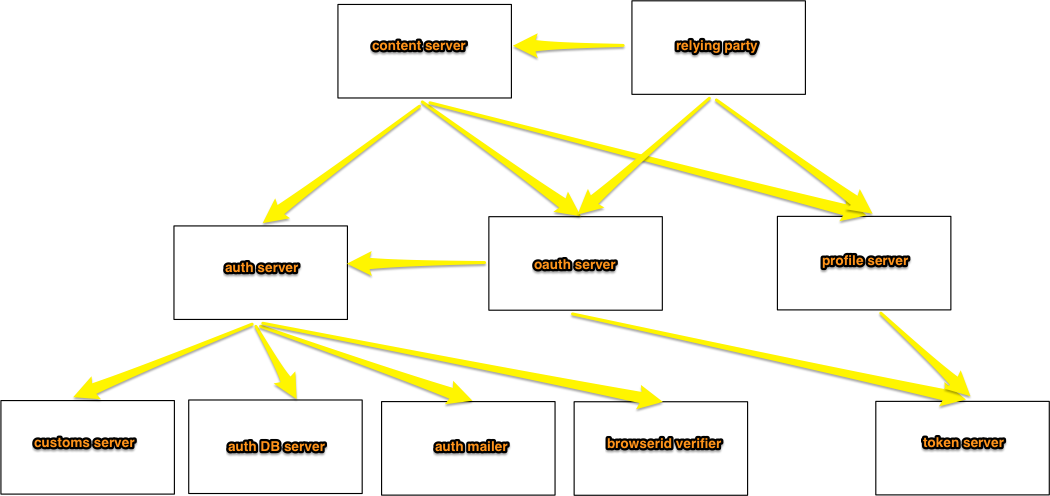 content server
relying party
auth server
oauth server
profile server
customs server
auth DB server
auth mailer
browserid verifier
token server